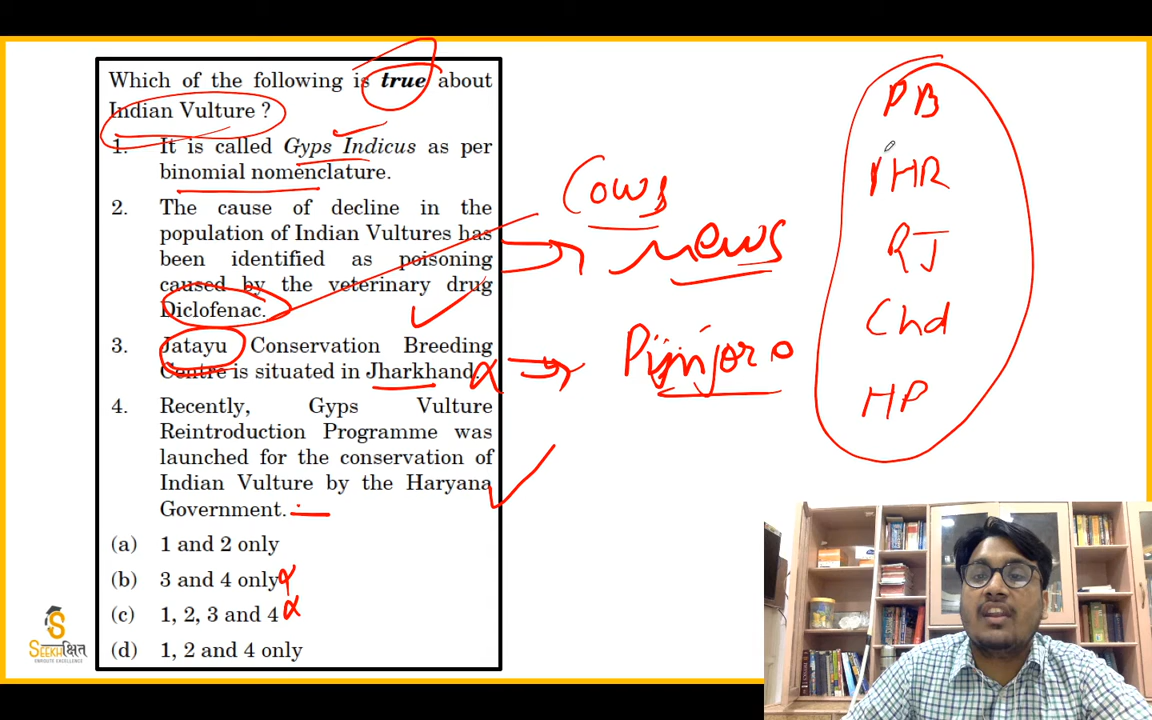 Which of the following is true about
Indian Vulture ?
1. It is called Gyps Indicus as per
binomial nomenclature.
2. The cause of decline in the
population of Indian Vultures has
been identified as poisoning
caused by the veterinary drug
Diclofenac.
3. Jatayu Conservation Breeding
Centre is situated in Jharkhand.
4. Recently, Gyps Vulture
Reintroduction Programme was
launched for the conservation of
Indian Vulture by the Haryana
Government.
(a) 1 and 2 only
(b) 3 and 4 only
(c) 1, 2, 3 and 4
(d) 1, 2 and 4 only
Cows
news
Pinjore
PB
HR
RJ
Chd
HP
S
SEEKHशिक्षित